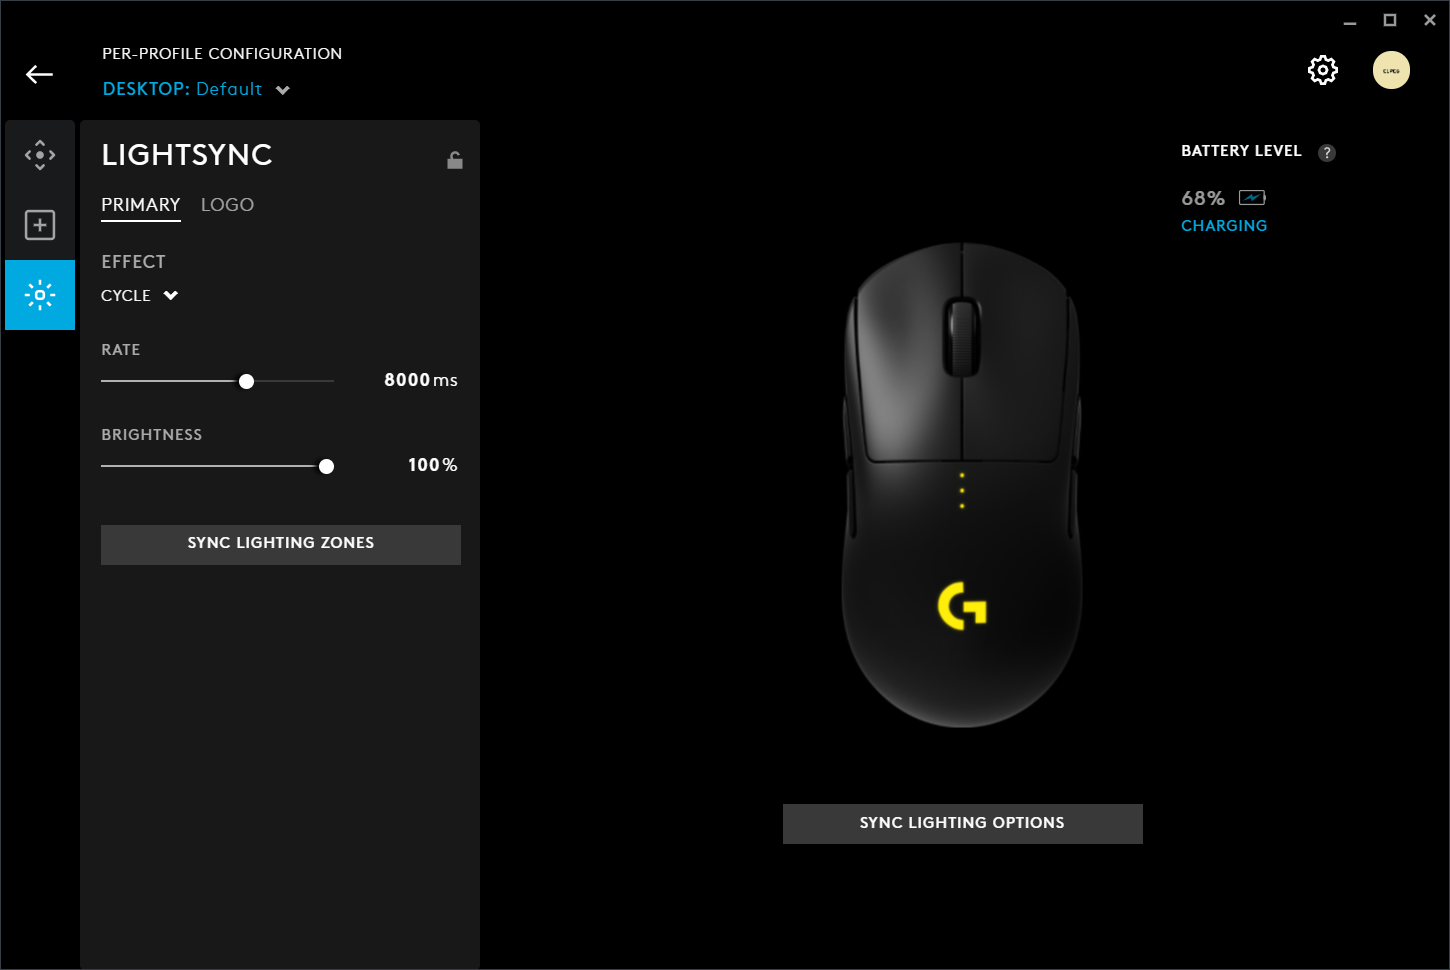 PER-PROFILE CONFIGURATION
DESKTOP: Default
LIGHTSYNC
PRIMARY LOGO
EFFECT
CYCLE
RATE
8000 ms
BRIGHTNESS
100 %
SYNC LIGHTING ZONES
BATTERY LEVEL ?
68%
CHARGING
G
SYNC LIGHTING OPTIONS